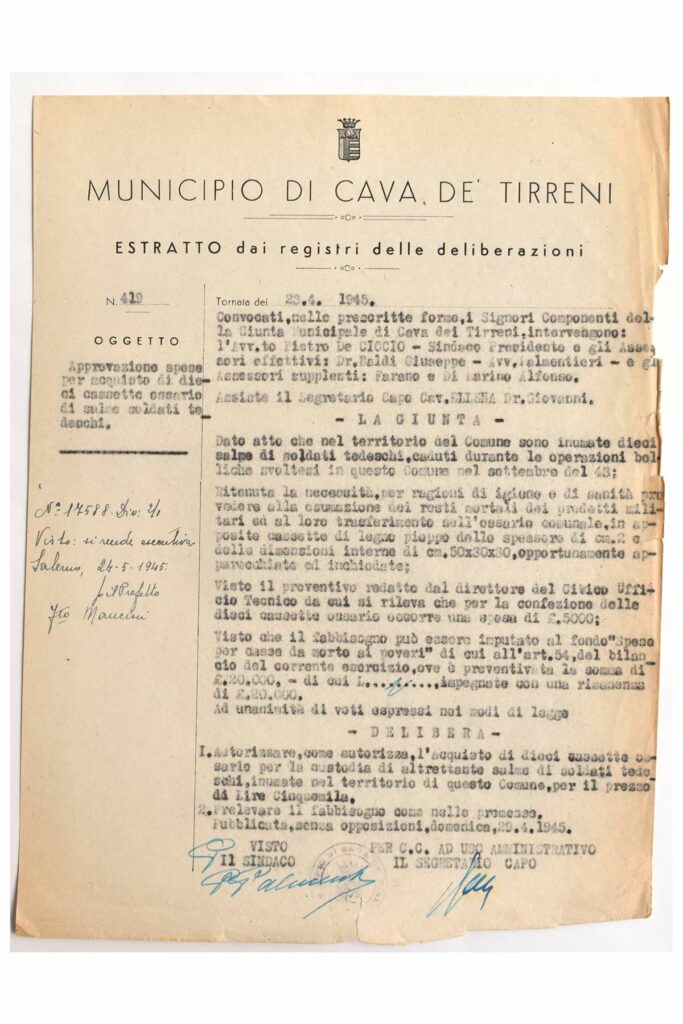 MUNICIPIO DI CAVA DE' TIRRENI
ESTRATTO dai registri delle deliberazioni
N. 419
OGGETTO
Approvazione spese
per acquisto di die-
ci cassette ossario
di salme soldati te-
deschi.
N° 17588 Div: 2/1
Visto: si rende esecutiva
Salerno, 24-5-1945
p. il Prefetto
f.to Mancini
Tornata del 23.4. 1945.
Convocati,nelle prescritte forme,i Signori Componenti del-
la Giunta Municipale di Cava dei Tirreni,intervengono:
l'Avv.to Pietro De CICCIO - Sindaco Presidente e gli Asses
sori effettivi: Dr.Baldi Giuseppe - Avv.Palmentieri - e gl
Assessori supplenti: Farano e Di Marino Alfonso.
Assiste il Segretario Capo Cav.ELLENA Dr.Giovanni.
- LA GIUNTA -
Dato atto che nel territorio del Comune sono inumate dieci
salme di soldati tedeschi,caduti durante le operazioni bel
liche svoltesi in questo Comune nel settembre del 43;
Ritenuta la necessità,per ragioni di igiene e di sanità pro
vedere alla esumazione dei resti mortali dei predetti mili-
tari ed al loro trasferimento nell'ossario comunale,in ap-
posite cassette di legno pioppo dello spessore di cm.2 e
delle dimensioni interne di cm.50x30x30,opportunamente ap-
parecchiate ed inchiodate;
Visto il preventivo redatto dal direttore del Civico Uffi-
cio Tecnico da cui si rileva che per la confezione delle
dieci cassette ossario occorre una spesa di £.5000;
Visto che il fabbisogno può essere imputato al fondo"Spese
per casse da morto ai poveri" di cui all'art.54,del bilan-
cio del corrente esercizio,ove è preventivata la somma di
£.20.000, - di cui L.........,impegnate con una rimanenza
di £.20.000.
Ad unanimità di voti espressi nei modi di legge
- DELIBERA -
I.Autorizzare,come autorizza,l'acquisto di dieci cassette os-
sario per la custodia di altrettante salme di soldati tede
schi,inumate nel territorio di questo Comune,per il prezzo
di Lire Cinquemila.
2.Prelevare il fabbisogno come nelle premesse.
Pubblicata,senza opposizioni,domenica,29.4.1945.
VISTO
Il SINDACO
PER C.C. AD USO AMMINISTRATIVO
IL SEGRETARIO CAPO